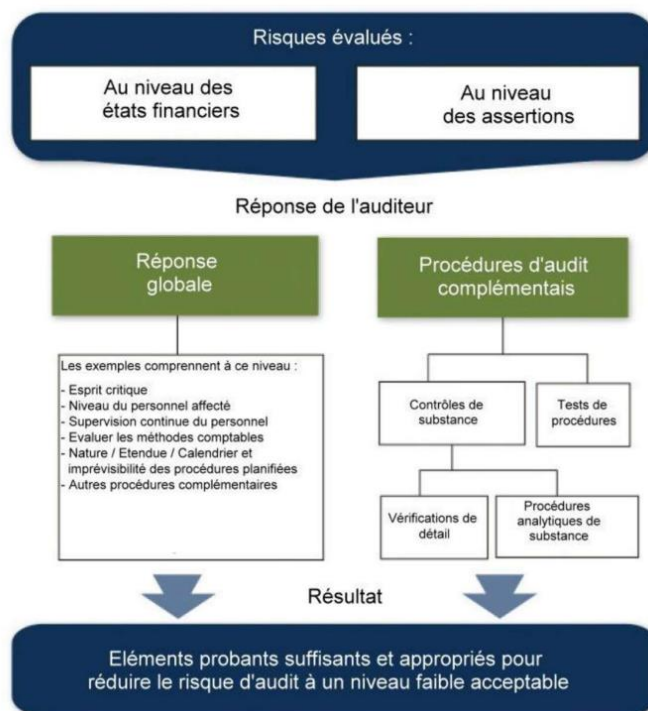 Risques évalués :
Au niveau des
états financiers
Au niveau
des assertions
Réponse de l'auditeur
Réponse
globale
Procédures d'audit
complémentais
Les exemples comprennent à ce niveau :
- Esprit critique
- Niveau du personnel affecté
- Supervision continue du personnel
- Evaluer les méthodes comptables
- Nature / Etendue / Calendrier et
imprévisibilité des procédures planifiées
- Autres procédures complémentaires
Contrôles de
substance
Tests de
procédures
Vérifications de
détail
Procédures
analytiques de
substance
Résultat
Eléments probants suffisants et appropriés pour
réduire le risque d'audit à un niveau faible acceptable